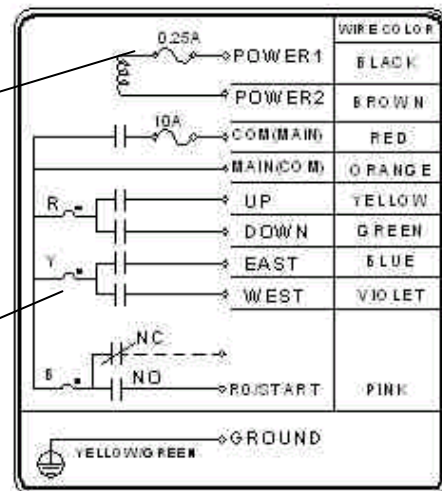 WIRE COLOR
0.25A
POWER1 BLACK
POWER2 BROWN
10A
COM(MAIN) RED
MAIN(COM) ORANGE
R UP YELLOW
DOWN GREEN
Y EAST BLUE
WEST VIOLET
NC
NO R0/START PINK
GROUND
YELLOW/GREEN